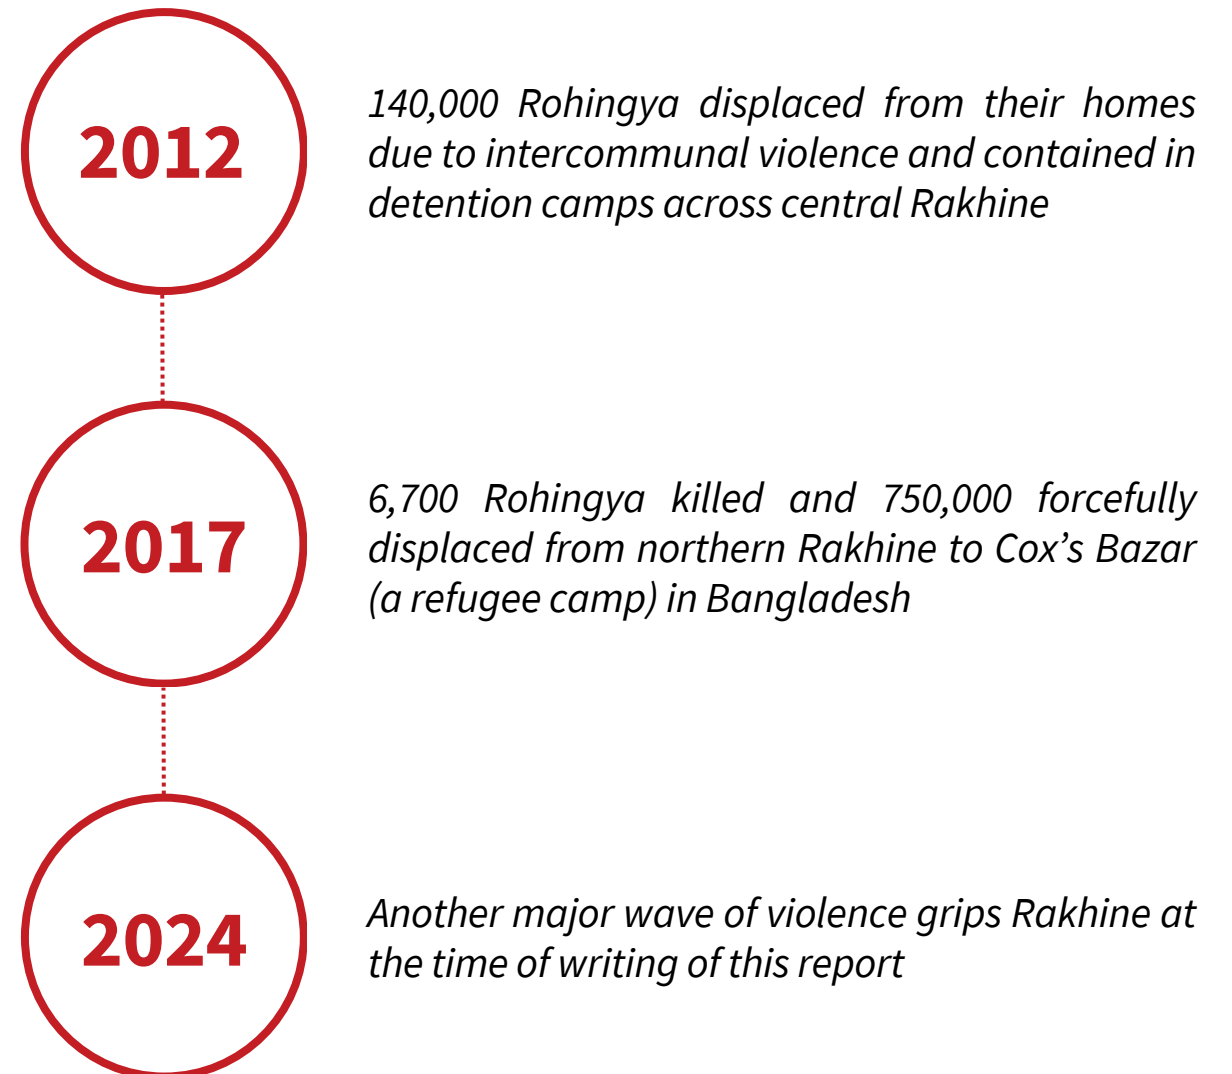 2012
140,000 Rohingya displaced from their homes
due to intercommunal violence and contained in
detention camps across central Rakhine
2017
6,700 Rohingya killed and 750,000 forcefully
displaced from northern Rakhine to Cox’s Bazar
(a refugee camp) in Bangladesh
2024
Another major wave of violence grips Rakhine at
the time of writing of this report